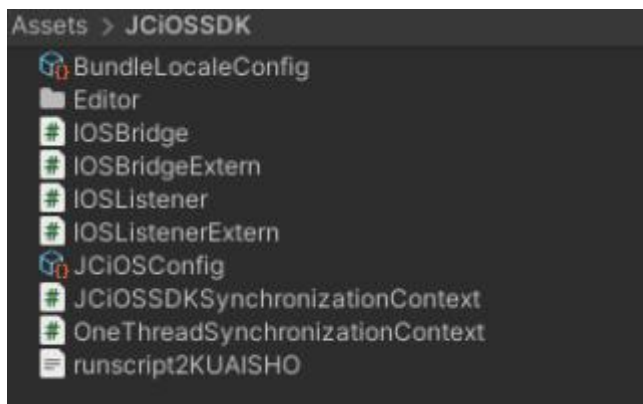 Assets > JCiOSSDK
BundleLocaleConfig
Editor
IOSBridge
IOSBridgeExtern
IOSListener
IOSListenerExtern
JCiOSConfig
JCiOSSDKSynchronizationContext
OneThreadSynchronizationContext
runscript2KUAISHO